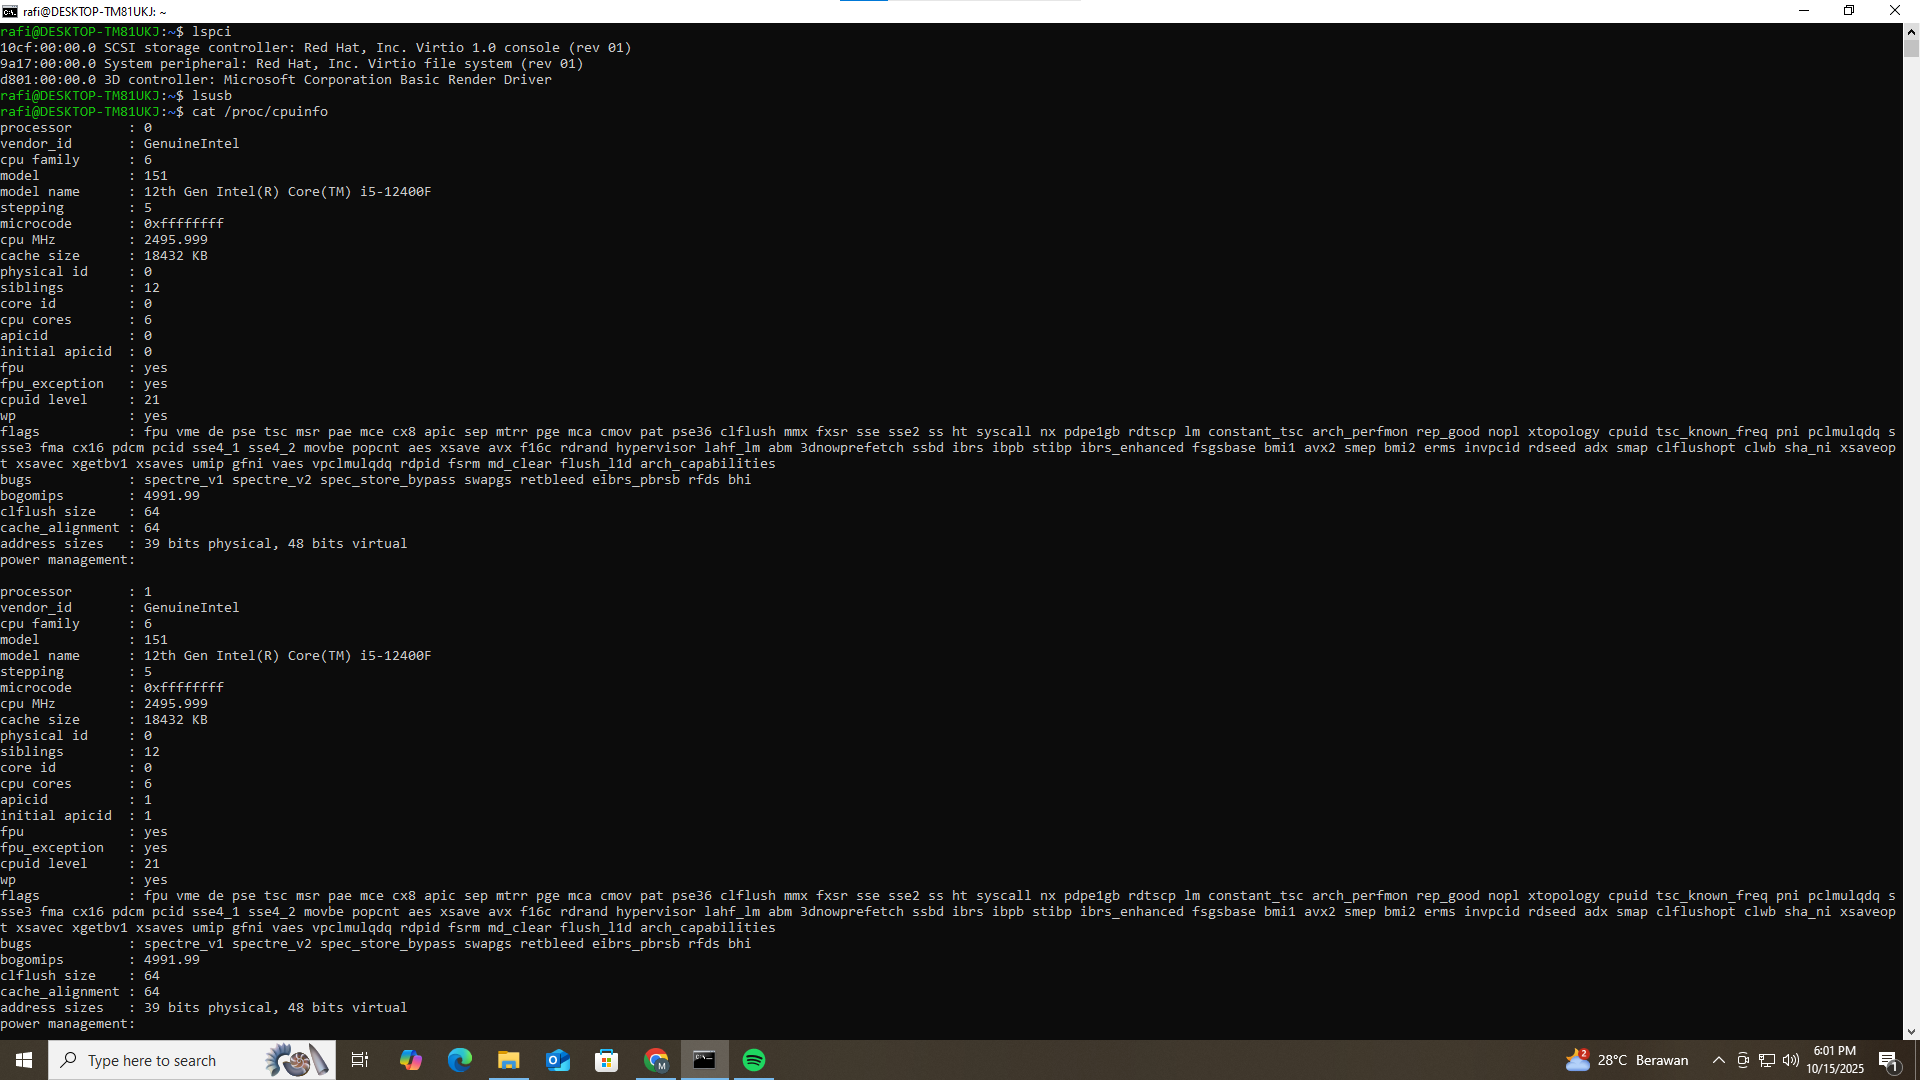 rafi@DESKTOP-TM81UKJ: ~
rafi@DESKTOP-TM81UKJ:~$ lspci
10cf:00:00.0 SCSI storage controller: Red Hat, Inc. Virtio 1.0 console (rev 01)
9a17:00:00.0 System peripheral: Red Hat, Inc. Virtio file system (rev 01)
d801:00:00.0 3D controller: Microsoft Corporation Basic Render Driver
rafi@DESKTOP-TM81UKJ:~$ lsusb
rafi@DESKTOP-TM81UKJ:~$ cat /proc/cpuinfo
processor       : 0
vendor_id       : GenuineIntel
cpu family      : 6
model           : 151
model name      : 12th Gen Intel(R) Core(TM) i5-12400F
stepping        : 5
microcode       : 0xffffffff
cpu MHz         : 2495.999
cache size      : 18432 KB
physical id     : 0
siblings        : 12
core id         : 0
cpu cores       : 6
apicid          : 0
initial apicid  : 0
fpu             : yes
fpu_exception   : yes
cpuid level     : 21
wp              : yes
flags           : fpu vme de pse tsc msr pae mce cx8 apic sep mtrr pge mca cmov pat pse36 clflush mmx fxsr sse sse2 ss ht syscall nx pdpe1gb rdtscp lm constant_tsc arch_perfmon rep_good nopl xtopology cpuid tsc_known_freq pni pclmulqdq s
sse3 fma cx16 pdcm pcid sse4_1 sse4_2 movbe popcnt aes xsave avx f16c rdrand hypervisor lahf_lm abm 3dnowprefetch ssbd ibrs ibpb stibp ibrs_enhanced fsgsbase bmi1 avx2 smep bmi2 erms invpcid rdseed adx smap clflushopt clwb sha_ni xsaveop
t xsavec xgetbv1 xsaves umip gfni vaes vpclmulqdq rdpid fsrm md_clear flush_l1d arch_capabilities
bugs            : spectre_v1 spectre_v2 spec_store_bypass swapgs retbleed eibrs_pbrsb rfds bhi
bogomips        : 4991.99
clflush size    : 64
cache_alignment : 64
address sizes   : 39 bits physical, 48 bits virtual
power management:
processor       : 1
vendor_id       : GenuineIntel
cpu family      : 6
model           : 151
model name      : 12th Gen Intel(R) Core(TM) i5-12400F
stepping        : 5
microcode       : 0xffffffff
cpu MHz         : 2495.999
cache size      : 18432 KB
physical id     : 0
siblings        : 12
core id         : 0
cpu cores       : 6
apicid          : 1
initial apicid  : 1
fpu             : yes
fpu_exception   : yes
cpuid level     : 21
wp              : yes
flags           : fpu vme de pse tsc msr pae mce cx8 apic sep mtrr pge mca cmov pat pse36 clflush mmx fxsr sse sse2 ss ht syscall nx pdpe1gb rdtscp lm constant_tsc arch_perfmon rep_good nopl xtopology cpuid tsc_known_freq pni pclmulqdq s
sse3 fma cx16 pdcm pcid sse4_1 sse4_2 movbe popcnt aes xsave avx f16c rdrand hypervisor lahf_lm abm 3dnowprefetch ssbd ibrs ibpb stibp ibrs_enhanced fsgsbase bmi1 avx2 smep bmi2 erms invpcid rdseed adx smap clflushopt clwb sha_ni xsaveop
t xsavec xgetbv1 xsaves umip gfni vaes vpclmulqdq rdpid fsrm md_clear flush_l1d arch_capabilities
bugs            : spectre_v1 spectre_v2 spec_store_bypass swapgs retbleed eibrs_pbrsb rfds bhi
bogomips        : 4991.99
clflush size    : 64
cache_alignment : 64
address sizes   : 39 bits physical, 48 bits virtual
power management:
Type here to search
2
28°C Berawan
6:01 PM
10/15/2025
1